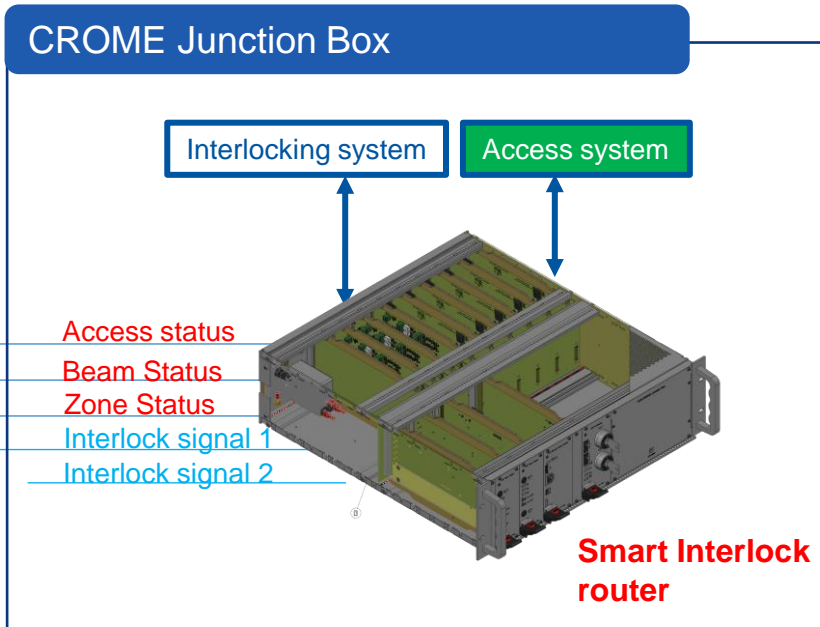 CROME Junction Box
Interlocking system
Access system
Access status
Beam Status
Zone Status
Interlock signal 1
Interlock signal 2
Smart Interlock
router